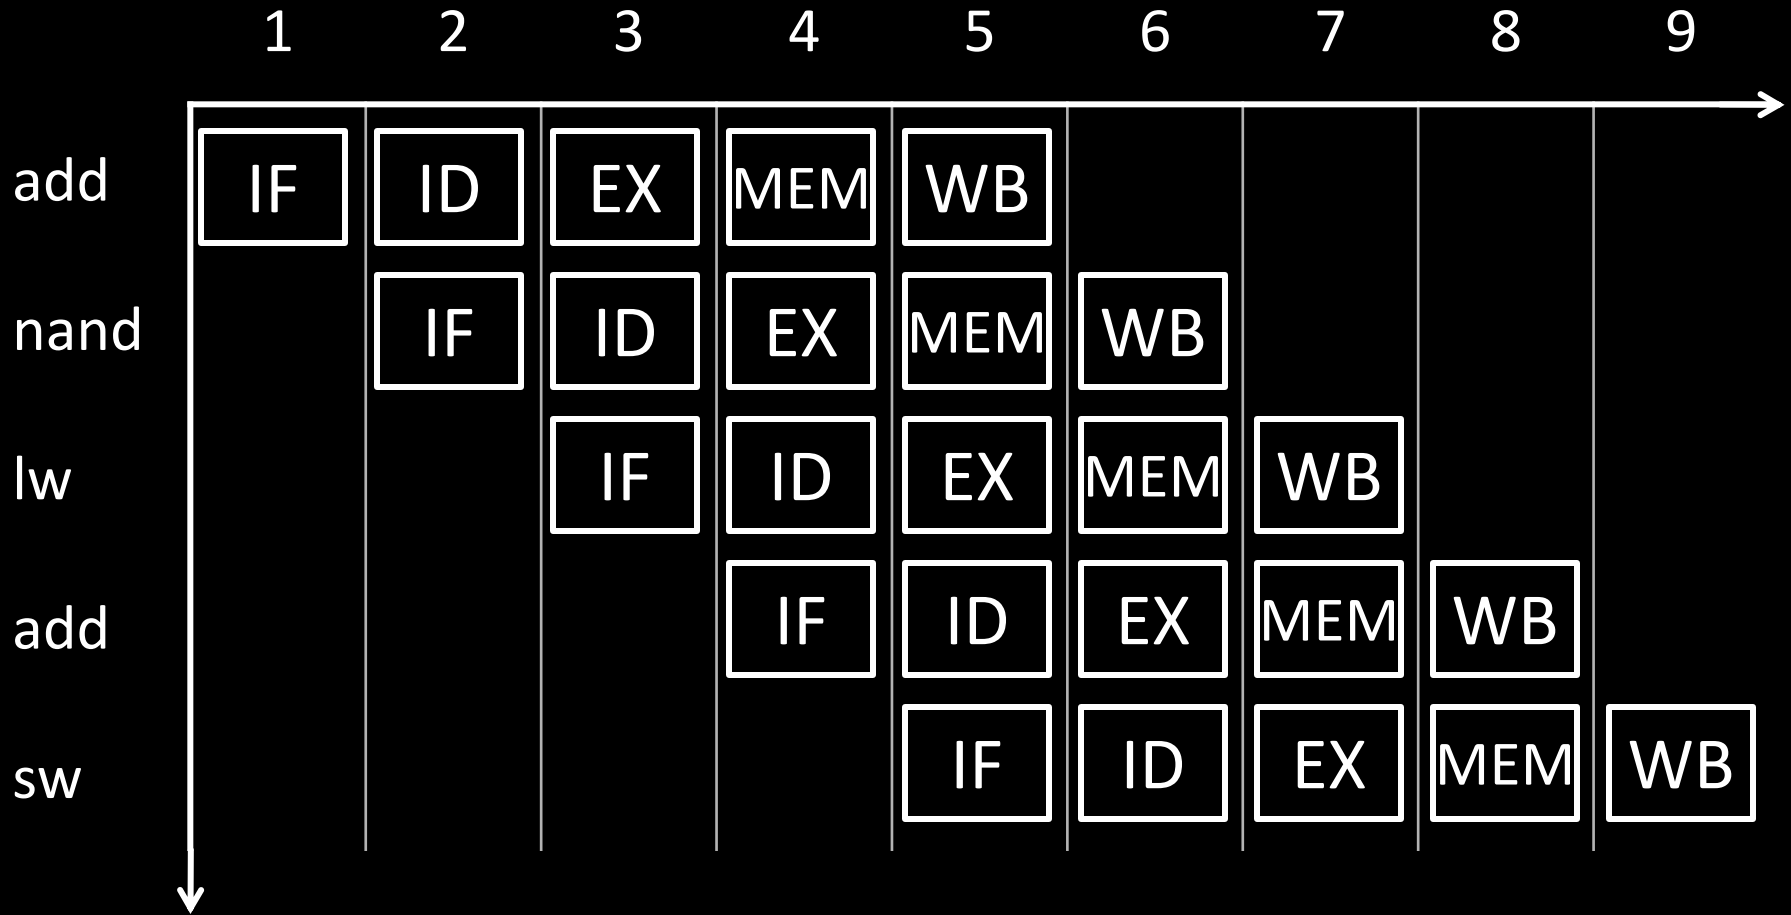 1 2 3 4 5 6 7 8 9
add IF ID EX MEM WB
nand IF ID EX MEM WB
lw IF ID EX MEM WB
add IF ID EX MEM WB
sw IF ID EX MEM WB